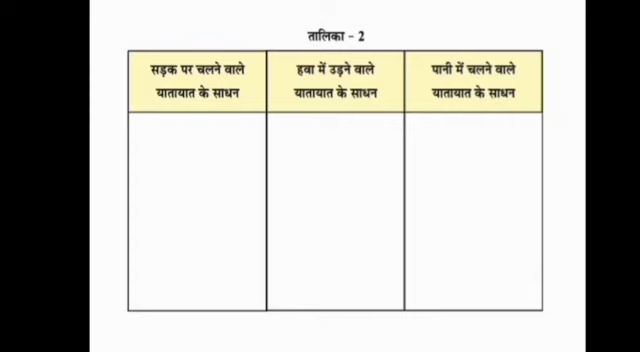 तालिका - 2
सड़क पर चलने वाले
यातायात के साधन
हवा में उड़ने वाले
यातायात के साधन
पानी में चलने वाले
यातायात के साधन